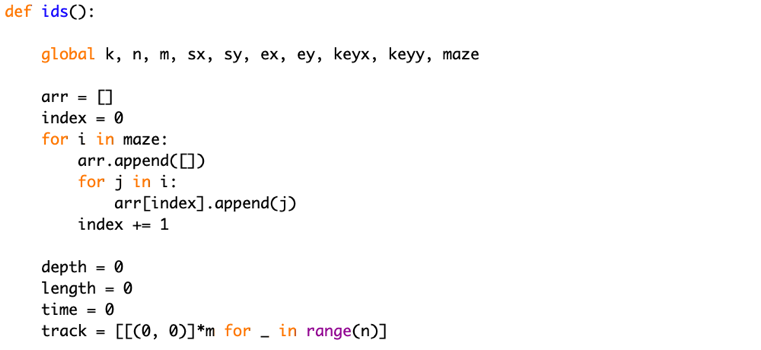 def ids():
global k, n, m, sx, sy, ex, ey, keyx, keyy, maze
arr = []
index = 0
for i in maze:
arr.append([])
for j in i:
arr[index].append(j)
index += 1
depth = 0
length = 0
time = 0
track = [[(0, 0)]*m for _ in range(n)]